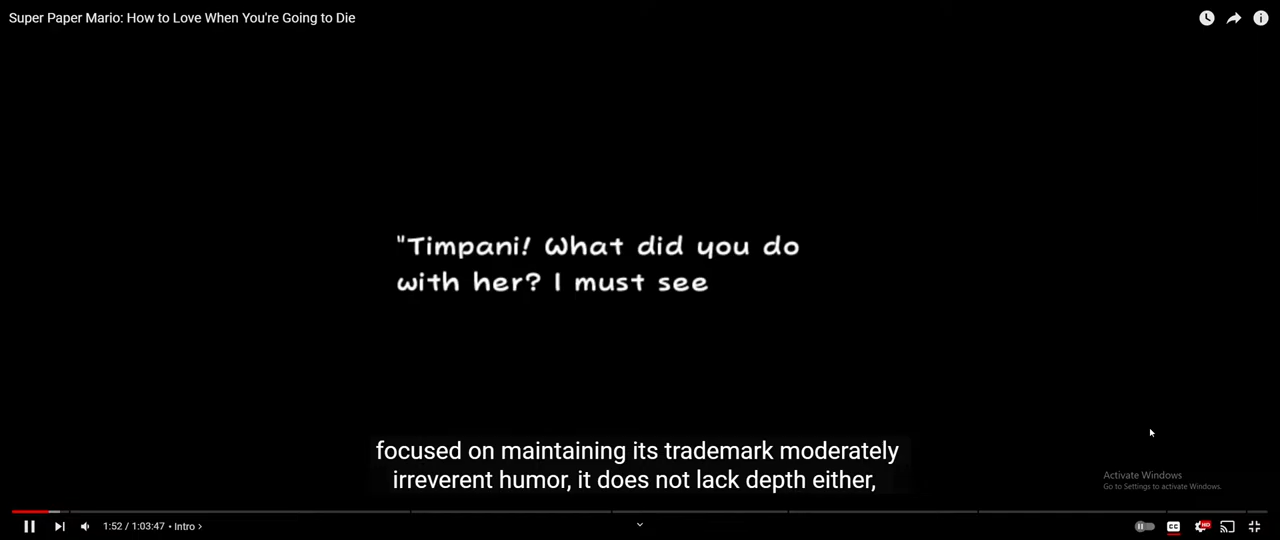 Super Paper Mario: How to Love When You're Going to Die
"Timpani! What did you do
with her? I must see
focused on maintaining its trademark moderately
irreverent humor, it does not lack depth either,
Activate Windows
Go to Settings to activate Windows.
1:52 / 1:03:47 • Intro ›
CC
HD